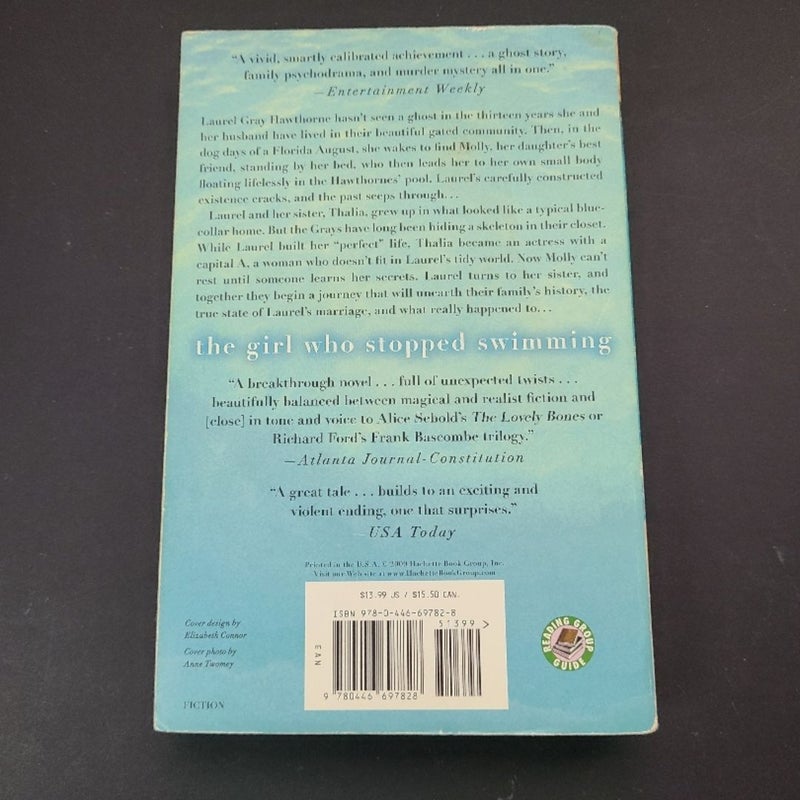 “A vivid, smartly calibrated achievement . . . a ghost story,
family psychodrama, and murder mystery all in one.”
—Entertainment Weekly
Laurel Gray Hawthorne hasn’t seen a ghost in the thirteen years she and
her husband have lived in their beautiful gated community. Then, in the
dog days of a Florida August, she wakes to find Molly, her daughter’s best
friend, standing by her bed, who then leads her to her own small body
floating lifelessly in the Hawthornes’ pool. Laurel’s carefully constructed
existence cracks, and the past seeps through. . .
Laurel and her sister, Thalia, grew up in what looked like a typical blue-
collar home. But the Grays have long been hiding a skeleton in their closet.
While Laurel built her “perfect” life, Thalia became an actress with a
capital A, a woman who doesn’t fit in Laurel’s tidy world. Now Molly can’t
rest until someone learns her secrets. Laurel turns to her sister, and
together they begin a journey that will unearth their family’s history, the
true state of Laurel’s marriage, and what really happened to. . .
the girl who stopped swimming
“A breakthrough novel . . . full of unexpected twists . . .
beautifully balanced between magical and realist fiction and
[close] in tone and voice to Alice Sebold’s The Lovely Bones or
Richard Ford’s Frank Bascombe trilogy.”
—Atlanta Journal-Constitution
“A great tale . . . builds to an exciting and
violent ending, one that surprises.”
—USA Today
Printed in the U.S.A. © 2009 Hachette Book Group, Inc.
Visit our Web site at www.HachetteBookGroup.com
$13.99 US / $15.50 CAN.
ISBN 978-0-446-69782-8
51399 >
EAN
9 780446 697828
Cover design by
Elizabeth Connor
Cover photo by
Anne Twomey
FICTION
READING GROUP
GUIDE